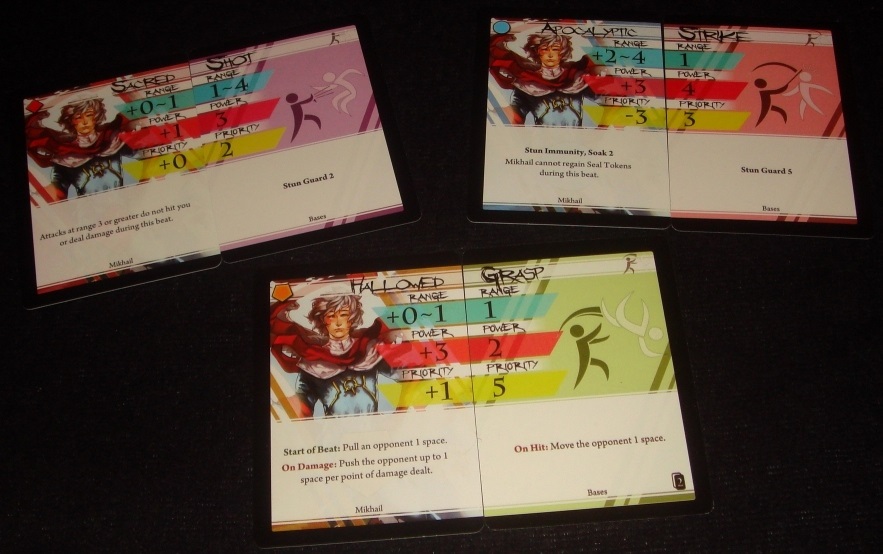 SACRED
RANGE
+0~1
POWER
+1
PRIORITY
+0
Attacks at range 3 or greater do not hit you
or deal damage during this beat.
Mikhail
SHOT
RANGE
1~4
POWER
3
PRIORITY
2
Stun Guard 2
Bases
APOCALYPTIC
RANGE
+2~4
POWER
+3
PRIORITY
-3
Stun Immunity, Soak 2
Mikhail cannot regain Seal Tokens
during this beat.
Mikhail
STRIKE
RANGE
1
POWER
4
PRIORITY
3
Stun Guard 5
Bases
HALLOWED
RANGE
+0~1
POWER
+3
PRIORITY
+1
Start of Beat: Pull an opponent 1 space.
On Damage: Push the opponent up to 1
space per point of damage dealt.
Mikhail
GRASP
RANGE
1
POWER
2
PRIORITY
5
On Hit: Move the opponent 1 space.
Bases
2